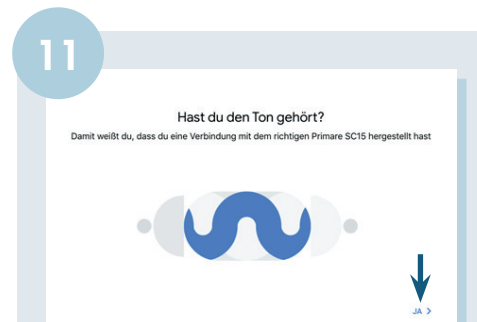 11
Hast du den Ton gehört?
Damit weißt du, dass du eine Verbindung mit dem richtigen Primare SC15 hergestellt hast
JA >